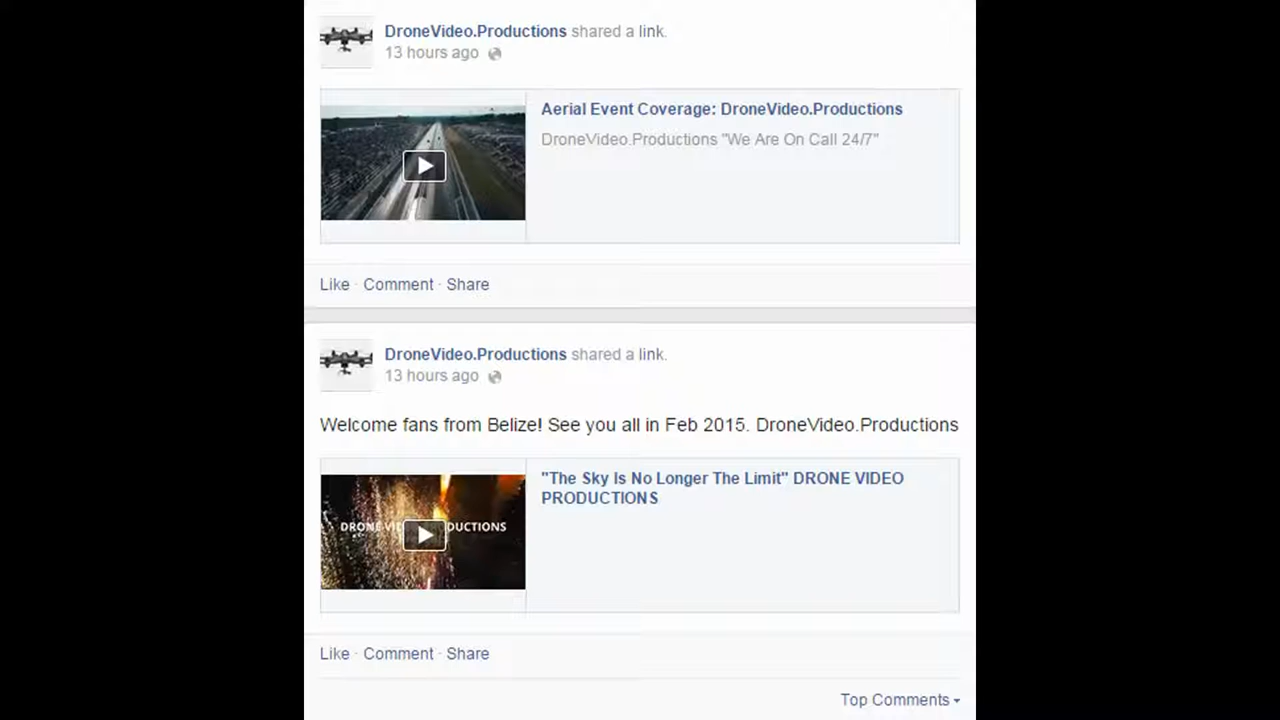 DroneVideo.Productions shared a link.
13 hours ago
Aerial Event Coverage: DroneVideo.Productions
DroneVideo.Productions "We Are On Call 24/7"
Like · Comment · Share
DroneVideo.Productions shared a link.
13 hours ago
Welcome fans from Belize! See you all in Feb 2015. DroneVideo.Productions
"The Sky Is No Longer The Limit" DRONE VIDEO
PRODUCTIONS
DRONE VID DUCTIONS
Like · Comment · Share
Top Comments